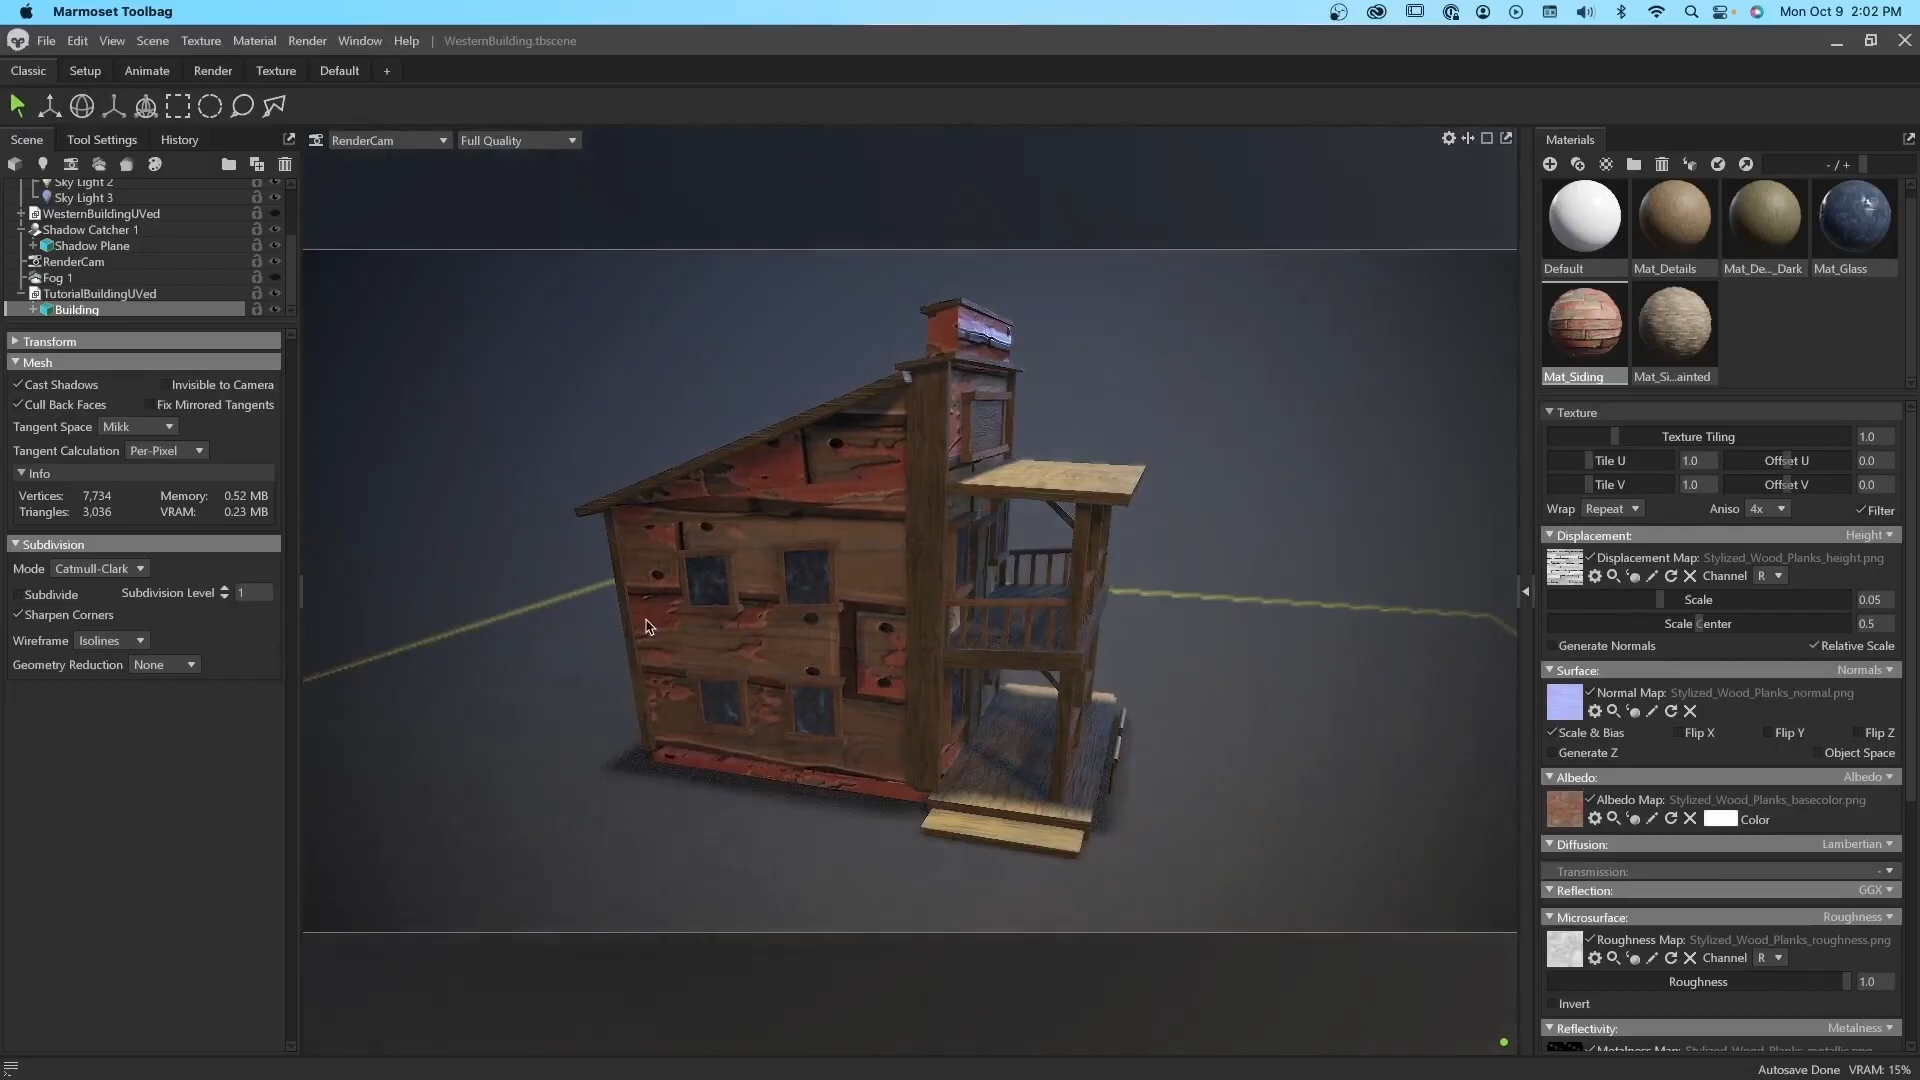 Marmoset Toolbag
Mon Oct 9 2:02 PM
File Edit View Scene Texture Material Render Window Help | WesternBuilding.tbscene
Classic Setup Animate Render Texture Default +
Scene Tool Settings History
RenderCam Full Quality
Materials
- / +
Sky Light 2
Sky Light 3
WesternBuildingUVed
Shadow Catcher 1
Shadow Plane
RenderCam
Fog 1
TutorialBuildingUVed
Building
Transform
Mesh
Cast Shadows Invisible to Camera
Cull Back Faces Fix Mirrored Tangents
Tangent Space Mikk
Tangent Calculation Per-Pixel
Info
Vertices: 7,734 Memory: 0.52 MB
Triangles: 3,036 VRAM: 0.23 MB
Subdivision
Mode Catmull-Clark
Subdivide Subdivision Level 1
Sharpen Corners
Wireframe Isolines
Geometry Reduction None
Default Mat_Details Mat_De..._Dark Mat_Glass
Mat_Siding Mat_Si...ainted
Texture
Texture Tiling 1.0
Tile U 1.0 Offset U 0.0
Tile V 1.0 Offset V 0.0
Wrap Repeat Aniso 4x Filter
Displacement: Height
Displacement Map: Stylized_Wood_Planks_height.png
Channel R
Scale 0.05
Scale Center 0.5
Generate Normals Relative Scale
Surface: Normals
Normal Map: Stylized_Wood_Planks_normal.png
Scale & Bias Flip X Flip Y Flip Z
Generate Z Object Space
Albedo: Albedo
Albedo Map: Stylized_Wood_Planks_basecolor.png
Color
Diffusion: Lambertian
Transmission: -
Reflection: GGX
Microsurface: Roughness
Roughness Map: Stylized_Wood_Planks_roughness.png
Channel R
Roughness 1.0
Invert
Reflectivity: Metalness
Metalness Map: Stylized_Wood_Planks_metallic.png
Autosave Done VRAM: 15%